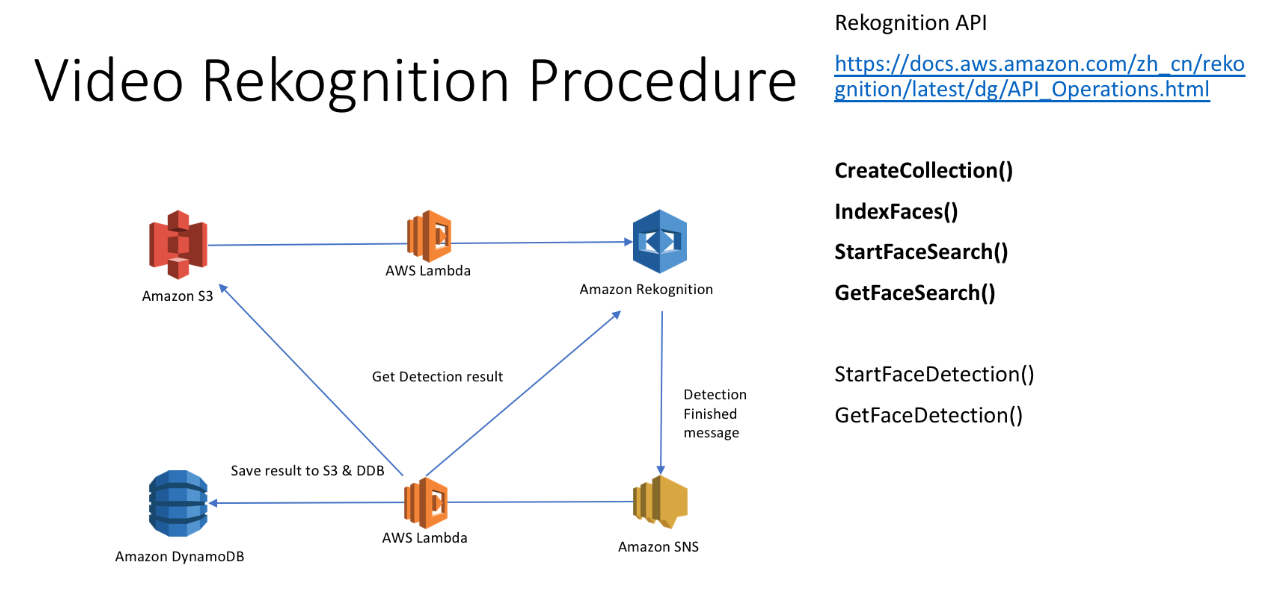 Video Rekognition Procedure
Rekognition API
https://docs.aws.amazon.com/zh_cn/reko
gnition/latest/dg/API_Operations.html
CreateCollection()
IndexFaces()
StartFaceSearch()
GetFaceSearch()
StartFaceDetection()
GetFaceDetection()
Amazon S3
AWS Lambda
Amazon Rekognition
Get Detection result
Detection
Finished
message
Save result to S3 & DDB
Amazon DynamoDB
AWS Lambda
Amazon SNS